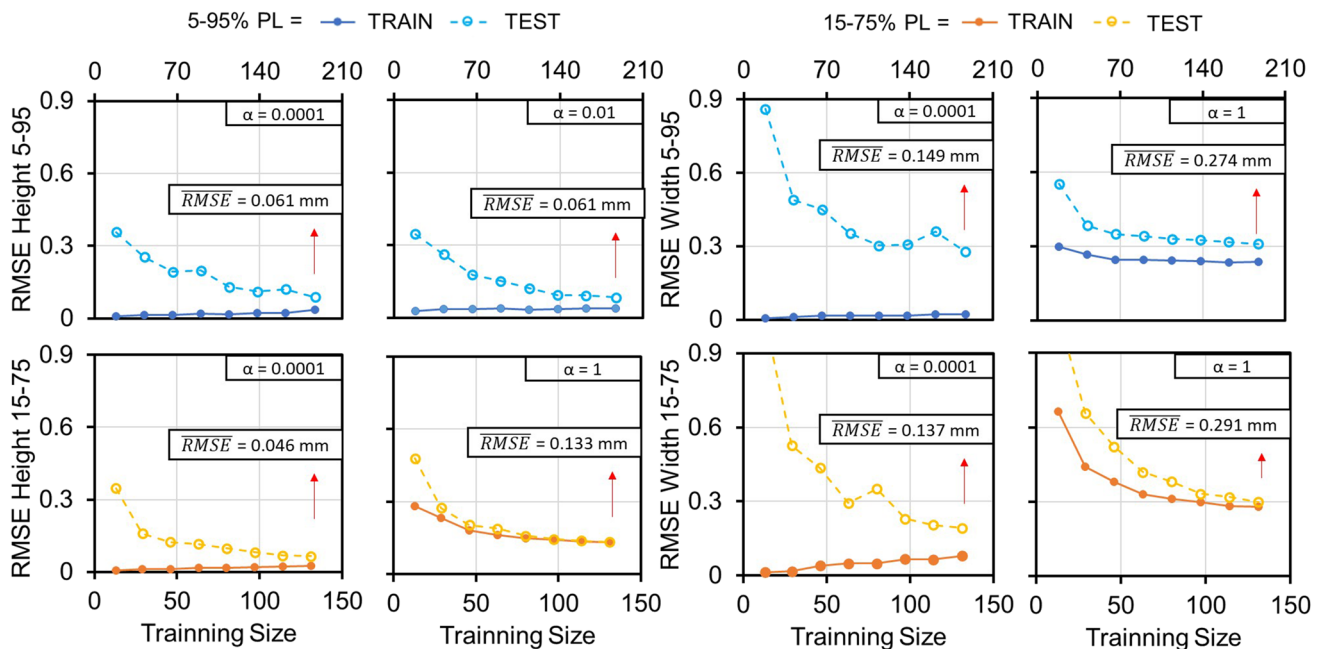 5-95% PL = TRAIN TEST 15-75% PL = TRAIN TEST
0 70 140 210 0 70 140 210 0 70 140 210 0 70 140 210
RMSE Height 5-95
0.9
0.6
0.3
0
α = 0.0001
RMSE = 0.061 mm
α = 0.01
RMSE = 0.061 mm
RMSE Width 5-95
0.9
0.6
0.3
0
α = 0.0001
RMSE = 0.149 mm
α = 1
RMSE = 0.274 mm
RMSE Height 15-75
0.9
0.6
0.3
0
α = 0.0001
RMSE = 0.046 mm
α = 1
RMSE = 0.133 mm
RMSE Width 15-75
0.9
0.6
0.3
0
α = 0.0001
RMSE = 0.137 mm
α = 1
RMSE = 0.291 mm
0 50 100 150 0 50 100 150 0 50 100 150 0 50 100 150
Trainning Size Trainning Size Trainning Size Trainning Size